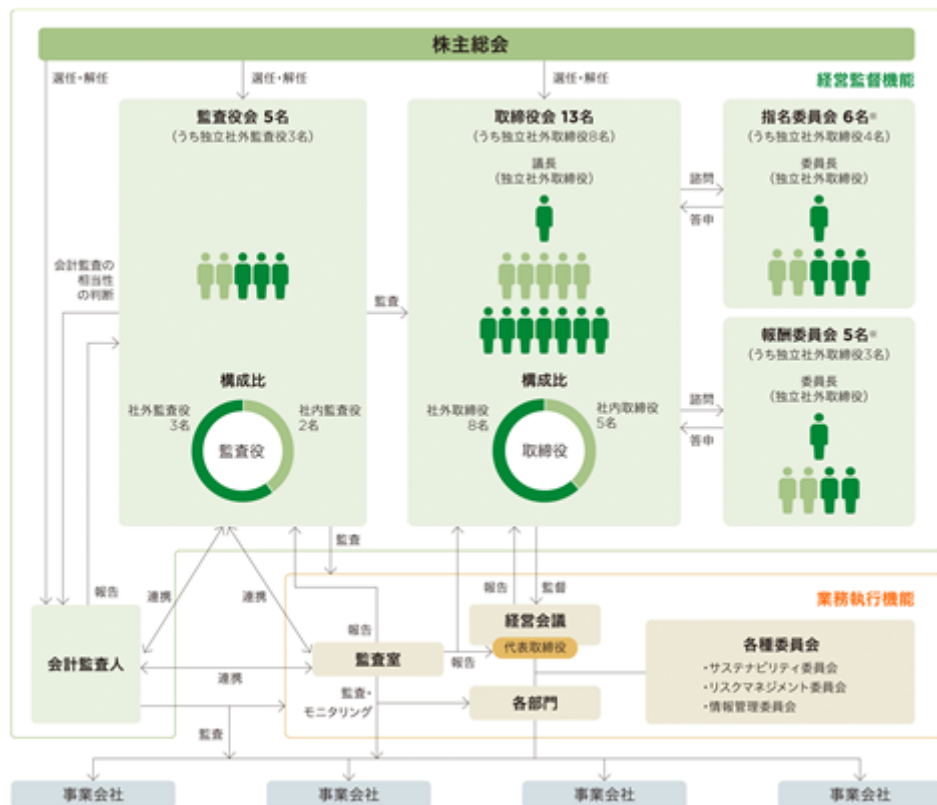 株主総会
選任・解任
選任・解任
選任・解任
経営監督機能
監査役会 5名
(うち独立社外監査役3名)
取締役会 13名
(うち独立社外取締役8名)
議長
(独立社外取締役)
指名委員会 6名※
(うち独立社外取締役4名)
委員長
(独立社外取締役)
諮問
答申
会計監査の
相当性
の判断
監査
報酬委員会 5名※
(うち独立社外取締役3名)
委員長
(独立社外取締役)
諮問
答申
構成比
社外監査役
3名
社内監査役
2名
監査役
構成比
社外取締役
8名
社内取締役
5名
取締役
監査
報告
連携
連携
報告
報告
監督
業務執行機能
会計監査人
連携
監査室
報告
経営会議
代表取締役
監査・
モニタリング
各部門
各種委員会
・サステナビリティ委員会
・リスクマネジメント委員会
・情報管理委員会
監査
事業会社
事業会社
事業会社
事業会社